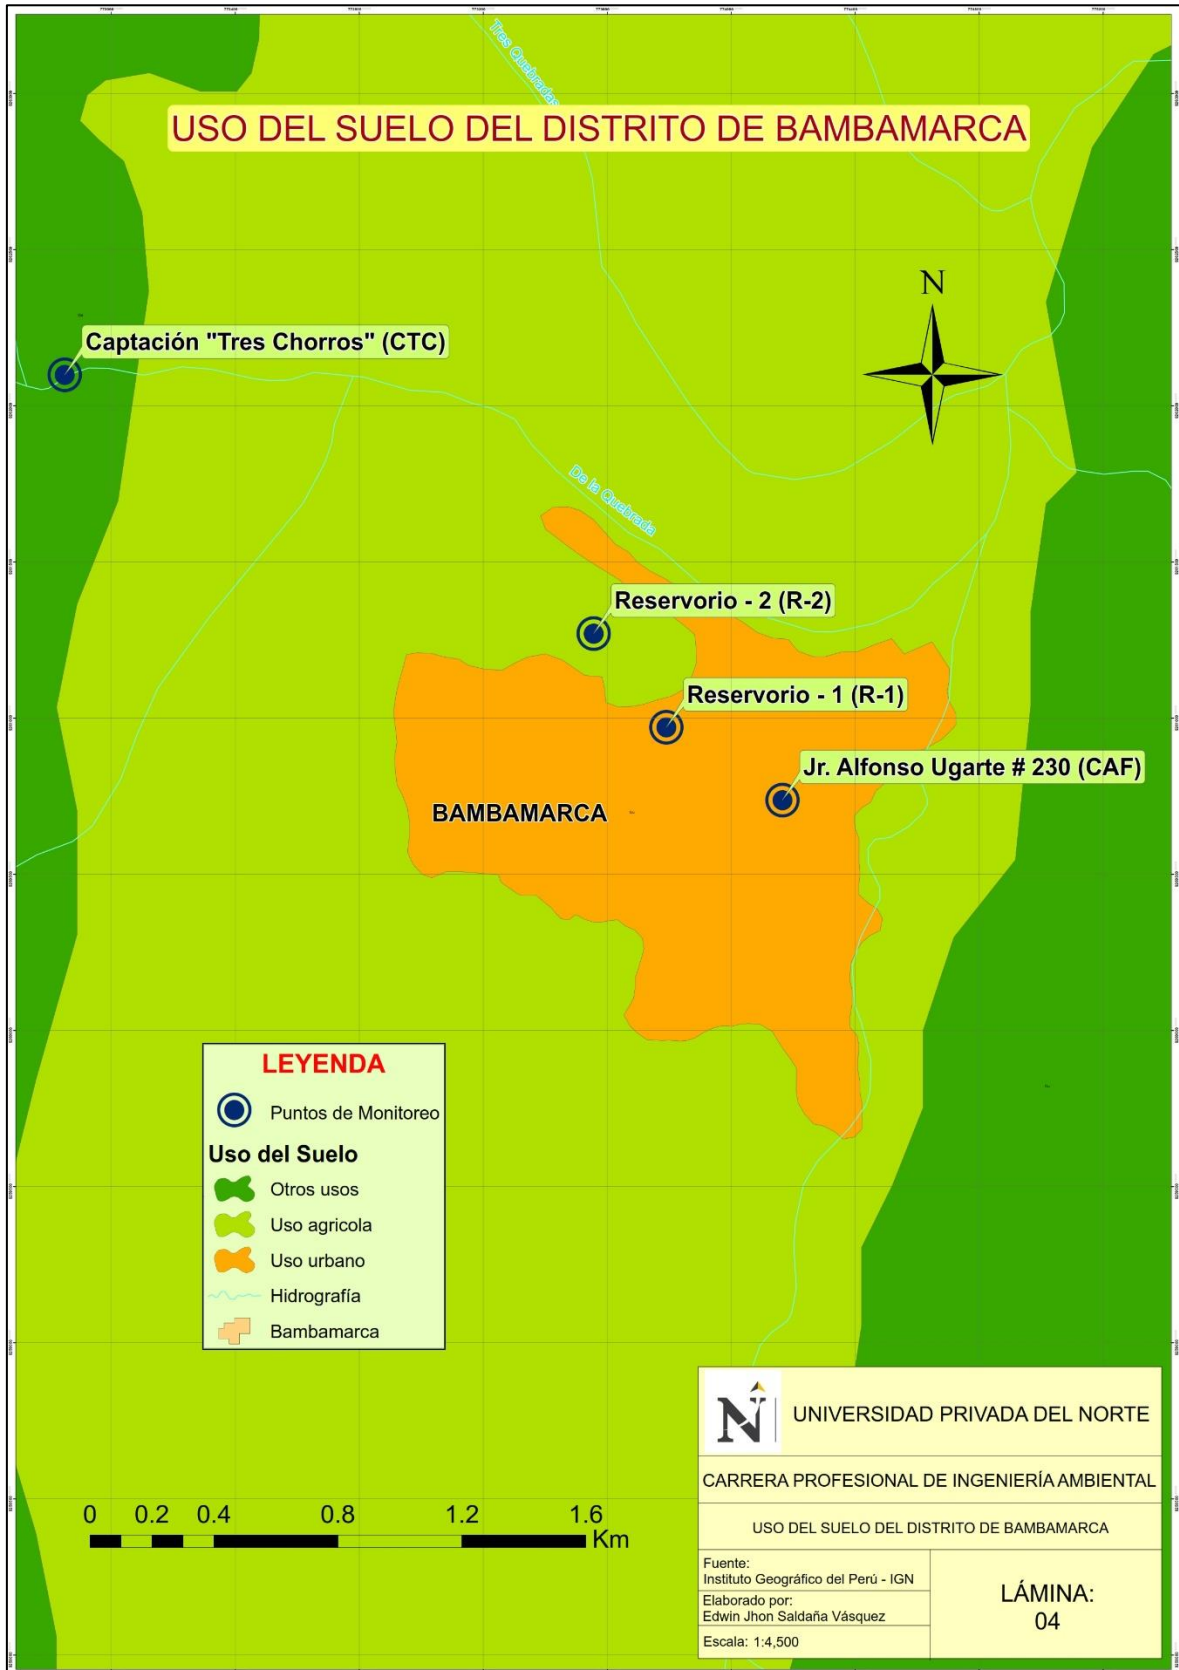 Tres Quebradas
USO DEL SUELO DEL DISTRITO DE BAMBAMARCA
N
Captación "Tres Chorros" (CTC)
De la Quebrada
Reservorio - 2 (R-2)
Reservorio - 1 (R-1)
Jr. Alfonso Ugarte # 230 (CAF)
BAMBAMARCA
LEYENDA
Puntos de Monitoreo
Uso del Suelo
Otros usos
Uso agricola
Uso urbano
Hidrografía
Bambamarca
0 0.2 0.4 0.8 1.2 1.6
Km
N
UNIVERSIDAD PRIVADA DEL NORTE
CARRERA PROFESIONAL DE INGENIERÍA AMBIENTAL
USO DEL SUELO DEL DISTRITO DE BAMBAMARCA
Fuente:
Instituto Geográfico del Perú - IGN
Elaborado por:
Edwin Jhon Saldaña Vásquez
Escala: 1:4,500
LÁMINA:
04